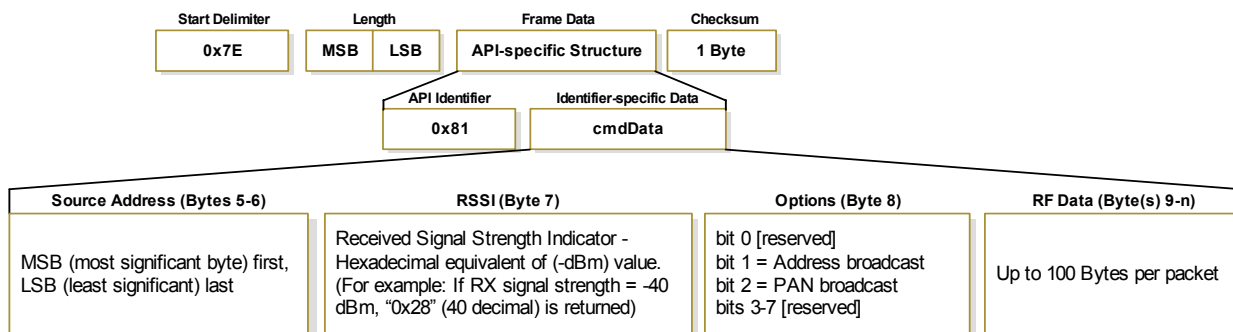 Start Delimiter
Length
Frame Data
Checksum
0x7E
MSB
LSB
API-specific Structure
1 Byte
API Identifier
Identifier-specific Data
0x81
cmdData
Source Address (Bytes 5-6)
MSB (most significant byte) first,
LSB (least significant) last
RSSI (Byte 7)
Received Signal Strength Indicator -
Hexadecimal equivalent of (-dBm) value.
(For example: If RX signal strength = -40
dBm, “0x28” (40 decimal) is returned)
Options (Byte 8)
bit 0 [reserved]
bit 1 = Address broadcast
bit 2 = PAN broadcast
bits 3-7 [reserved]
RF Data (Byte(s) 9-n)
Up to 100 Bytes per packet